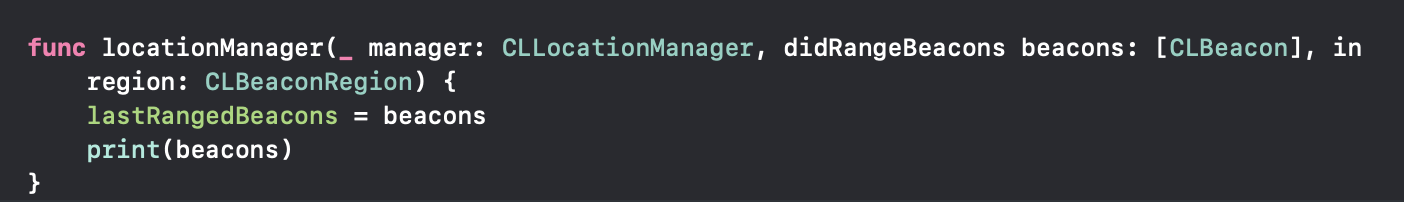 func locationManager(_ manager: CLLocationManager, didRangeBeacons beacons: [CLBeacon], in
    region: CLBeaconRegion) {
    lastRangedBeacons = beacons
    print(beacons)
}